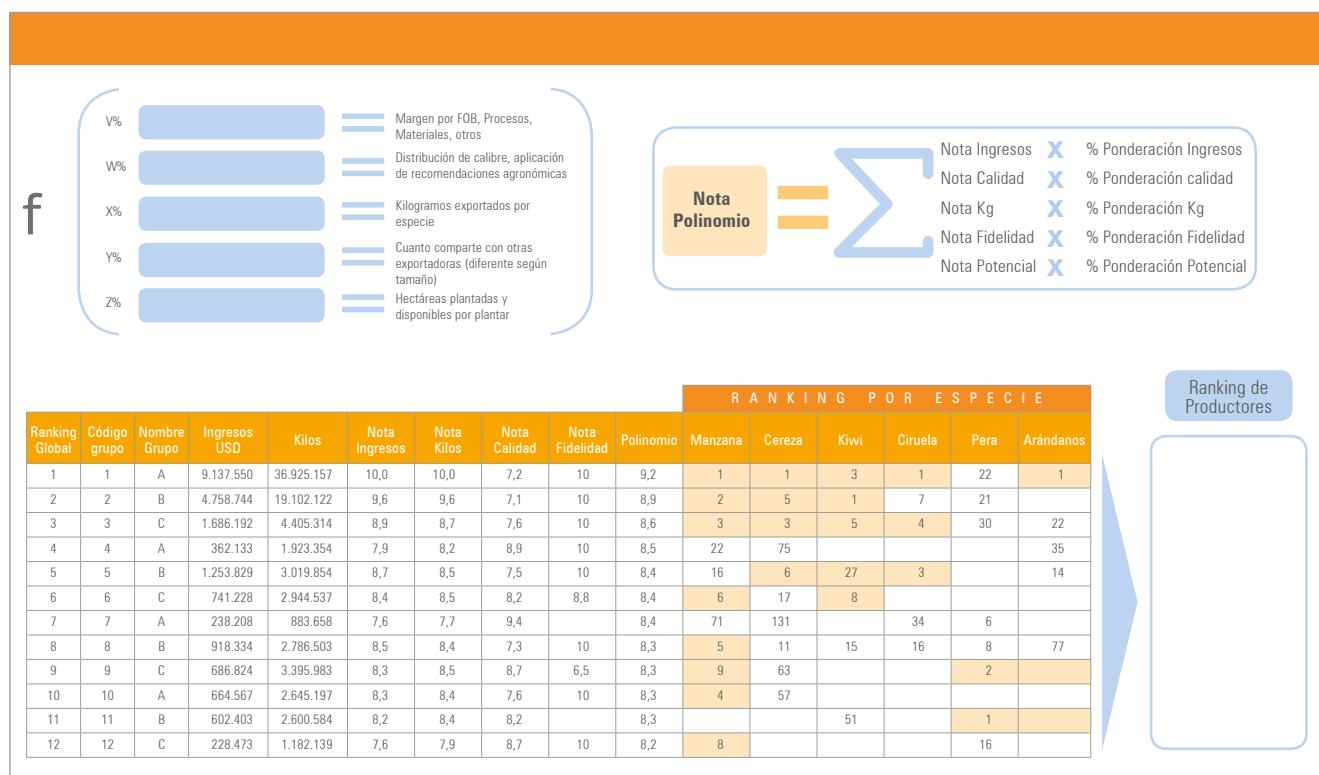 f
V%
Margen por FOB, Procesos,
Materiales, otros
W%
Distribución de calibre, aplicación
de recomendaciones agronómicas
X%
Kilogramos exportados por
especie
Y%
Cuanto comparte con otras
exportadoras (diferente según
tamaño)
Z%
Hectáreas plantadas y
disponibles por plantar
Nota
Polinomio
Nota Ingresos X % Ponderación Ingresos
Nota Calidad X % Ponderación calidad
Nota Kg X % Ponderación Kg
Nota Fidelidad X % Ponderación Fidelidad
Nota Potencial X % Ponderación Potencial
RANKING POR ESPECIE
Ranking Global Código grupo Nombre Grupo Ingresos USD Kilos Nota Ingresos Nota Kilos Nota Calidad Nota Fidelidad Polinomio Manzana Cereza Kiwi Ciruela Pera Arándanos
1 1 A 9.137.550 36.925.157 10,0 10,0 7,2 10 9,2 1 1 3 1 22 1
2 2 B 4.758.744 19.102.122 9,6 9,6 7,1 10 8,9 2 5 1 7 21
3 3 C 1.686.192 4.405.314 8,9 8,7 7,6 10 8,6 3 3 5 4 30 22
4 4 A 362.133 1.923.354 7,9 8,2 8,9 10 8,5 22 75 35
5 5 B 1.253.829 3.019.854 8,7 8,5 7,5 10 8,4 16 6 27 3 14
6 6 C 741.228 2.944.537 8,4 8,5 8,2 8,8 8,4 6 17 8
7 7 A 238.208 883.658 7,6 7,7 9,4 8,4 71 131 34 6
8 8 B 918.334 2.786.503 8,5 8,4 7,3 10 8,3 5 11 15 16 8 77
9 9 C 686.824 3.395.983 8,3 8,5 8,7 6,5 8,3 9 63 2
10 10 A 664.567 2.645.197 8,3 8,4 7,6 10 8,3 4 57
11 11 B 602.403 2.600.584 8,2 8,4 8,2 8,3 51 1
12 12 C 228.473 1.182.139 7,6 7,9 8,7 10 8,2 8 16
Ranking de
Productores